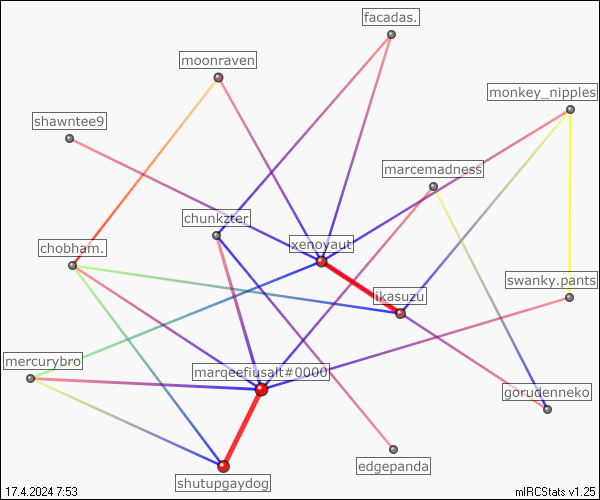 facadas.
moonraven
monkey_nipples
shawntee9
marcemadness
chunkzter
xenoyaut
chobham.
swanky.pants
ikasuzu
mercurybro
marqeefiusalt#0000
gorudenneko
edgepanda
shutupgaydog
17.4.2024 7:53
mIRCStats v1.25